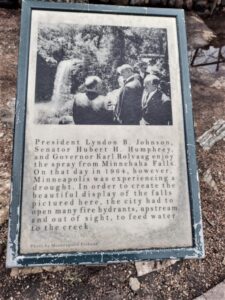 President Lyndon B. Johnson,
Senator Hubert H. Humphrey,
and Governor Karl Rolvaag enjoy
the spray from Minnehaha Falls.
On that day in 1964, however,
Minneapolis was experiencing a
drought. In order to create the
beautiful display of the falls
pictured here, the city had to
open many fire hydrants, upstream
and out of sight, to feed water
to the creek.
Photo by Minneapolis